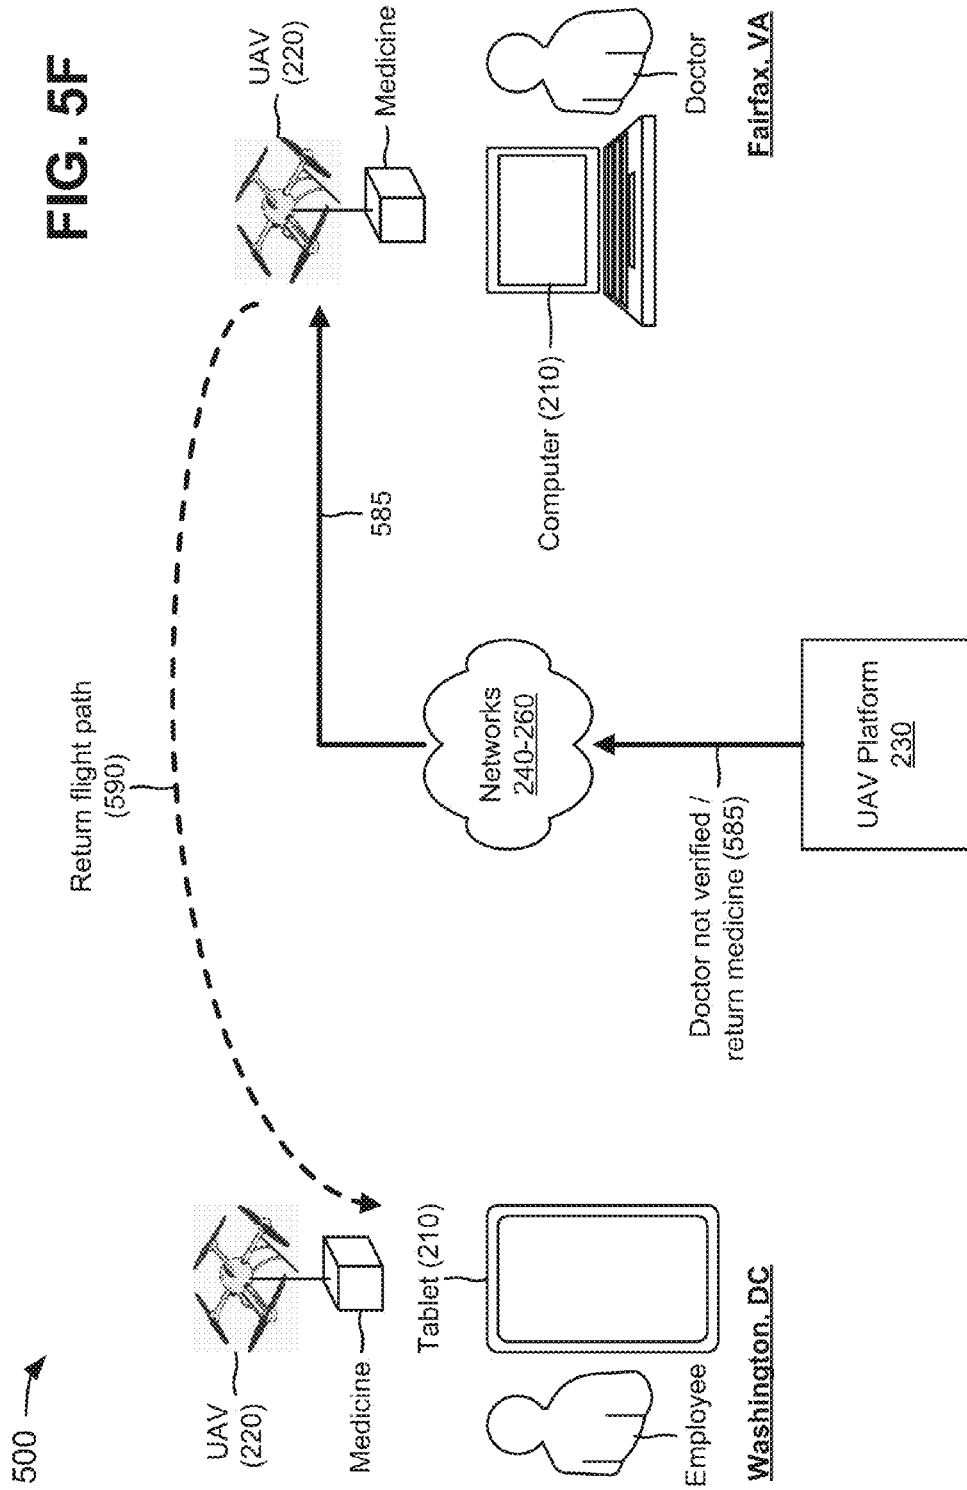 FIG. 5F
500
Return flight path
(590)
UAV
(220)
UAV
(220)
Medicine
Medicine
585
Tablet (210)
Computer (210)
Networks
240-260
Employee
Doctor
Washington, DC
Fairfax, VA
Doctor not verified /
return medicine (585)
UAV Platform
230